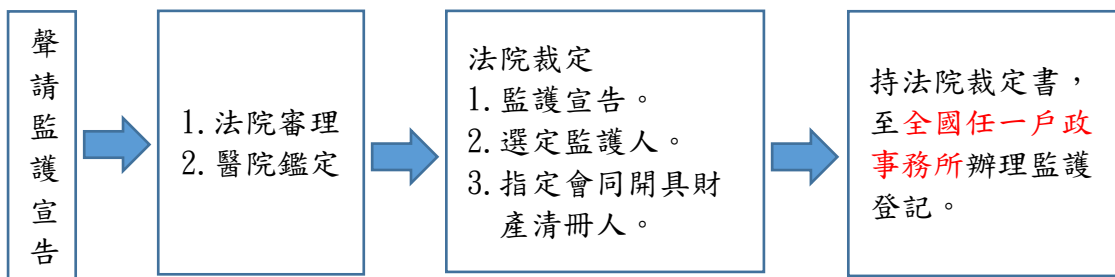 聲請監護宣告
1.法院審理
2.醫院鑑定
法院裁定
1.監護宣告。
2.選定監護人。
3.指定會同開具財
產清冊人。
持法院裁定書，
至全國任一戶政
事務所辦理監護
登記。